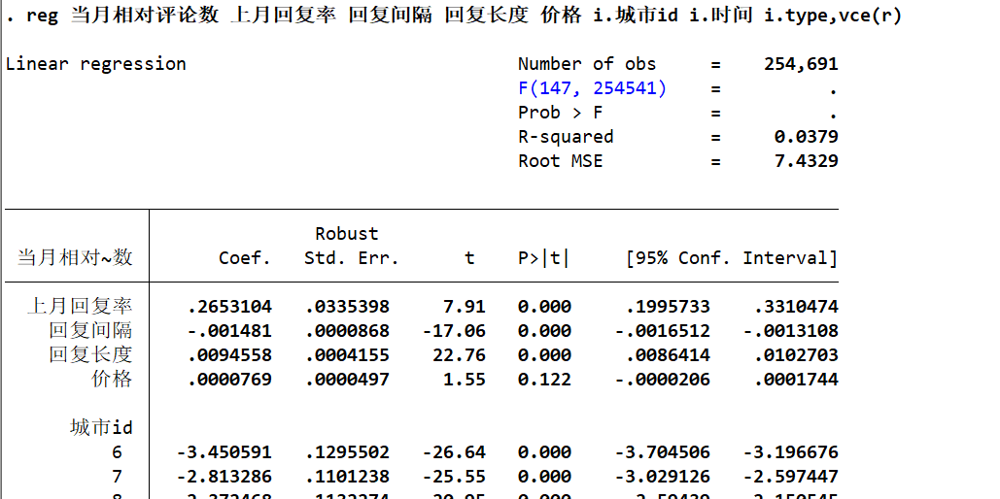 . reg 当月相对评论数 上月回复率 回复间隔 回复长度 价格 i.城市id i.时间 i.type,vce(r)
Linear regression Number of obs = 254,691
F(147, 254541) = .
Prob > F = .
R-squared = 0.0379
Root MSE = 7.4329
Robust
当月相对~数 Coef. Std. Err. t P>|t| [95% Conf. Interval]
上月回复率 .2653104 .0335398 7.91 0.000 .1995733 .3310474
回复间隔 -.001481 .0000868 -17.06 0.000 -.0016512 -.0013108
回复长度 .0094558 .0004155 22.76 0.000 .0086414 .0102703
价格 .0000769 .0000497 1.55 0.122 -.0000206 .0001744
城市id
6 -3.450591 .1295502 -26.64 0.000 -3.704506 -3.196676
7 -2.813286 .1101238 -25.55 0.000 -3.029126 -2.597447